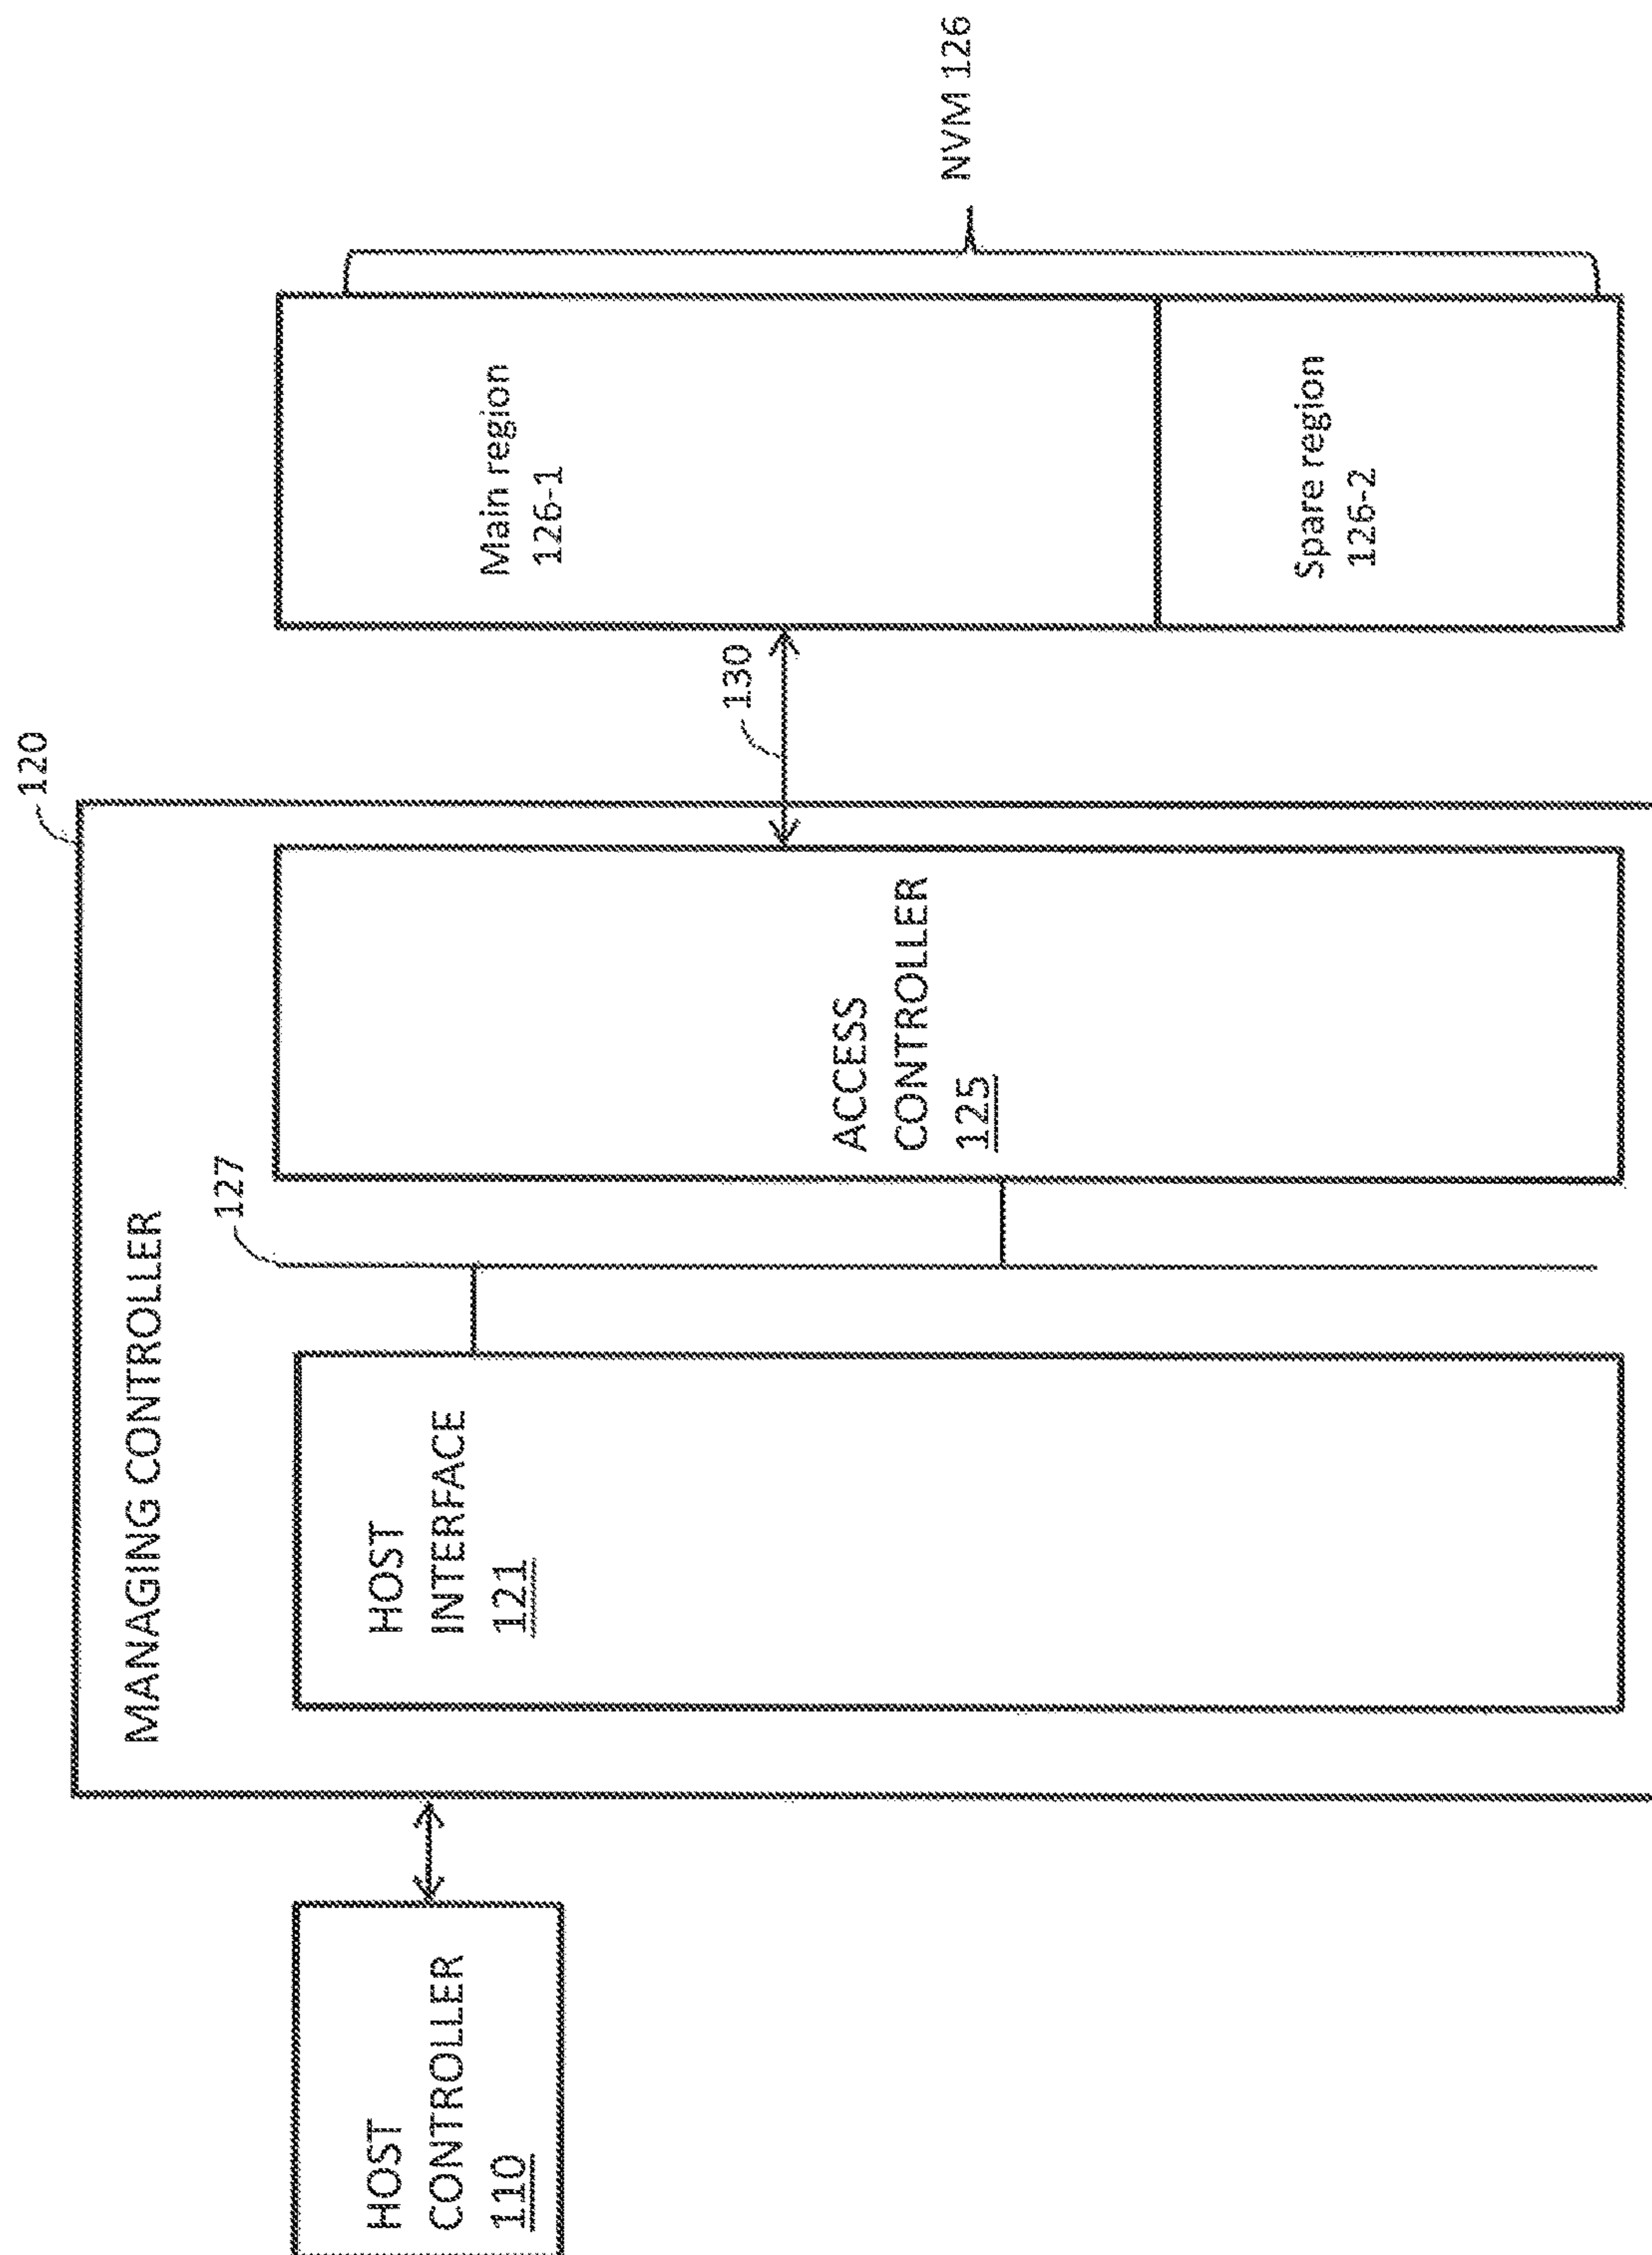 HOST
CONTROLLER
110
120
MANAGING CONTROLLER
HOST
INTERFACE
121
127
ACCESS
CONTROLLER
125
130
Main region
126-1
Spare region
126-2
NVM 126